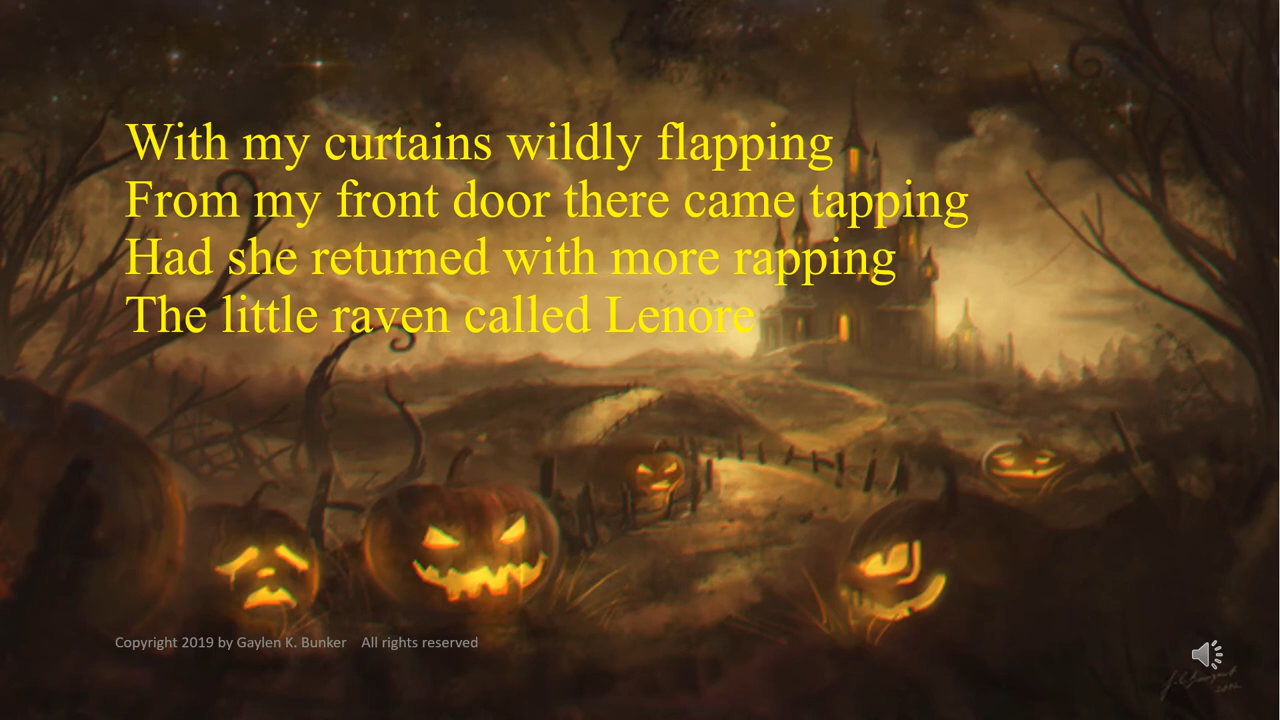 With my curtains wildly flapping
From my front door there came tapping
Had she returned with more rapping
The little raven called Lenore
Copyright 2019 by Gaylen K. Bunker    All rights reserved